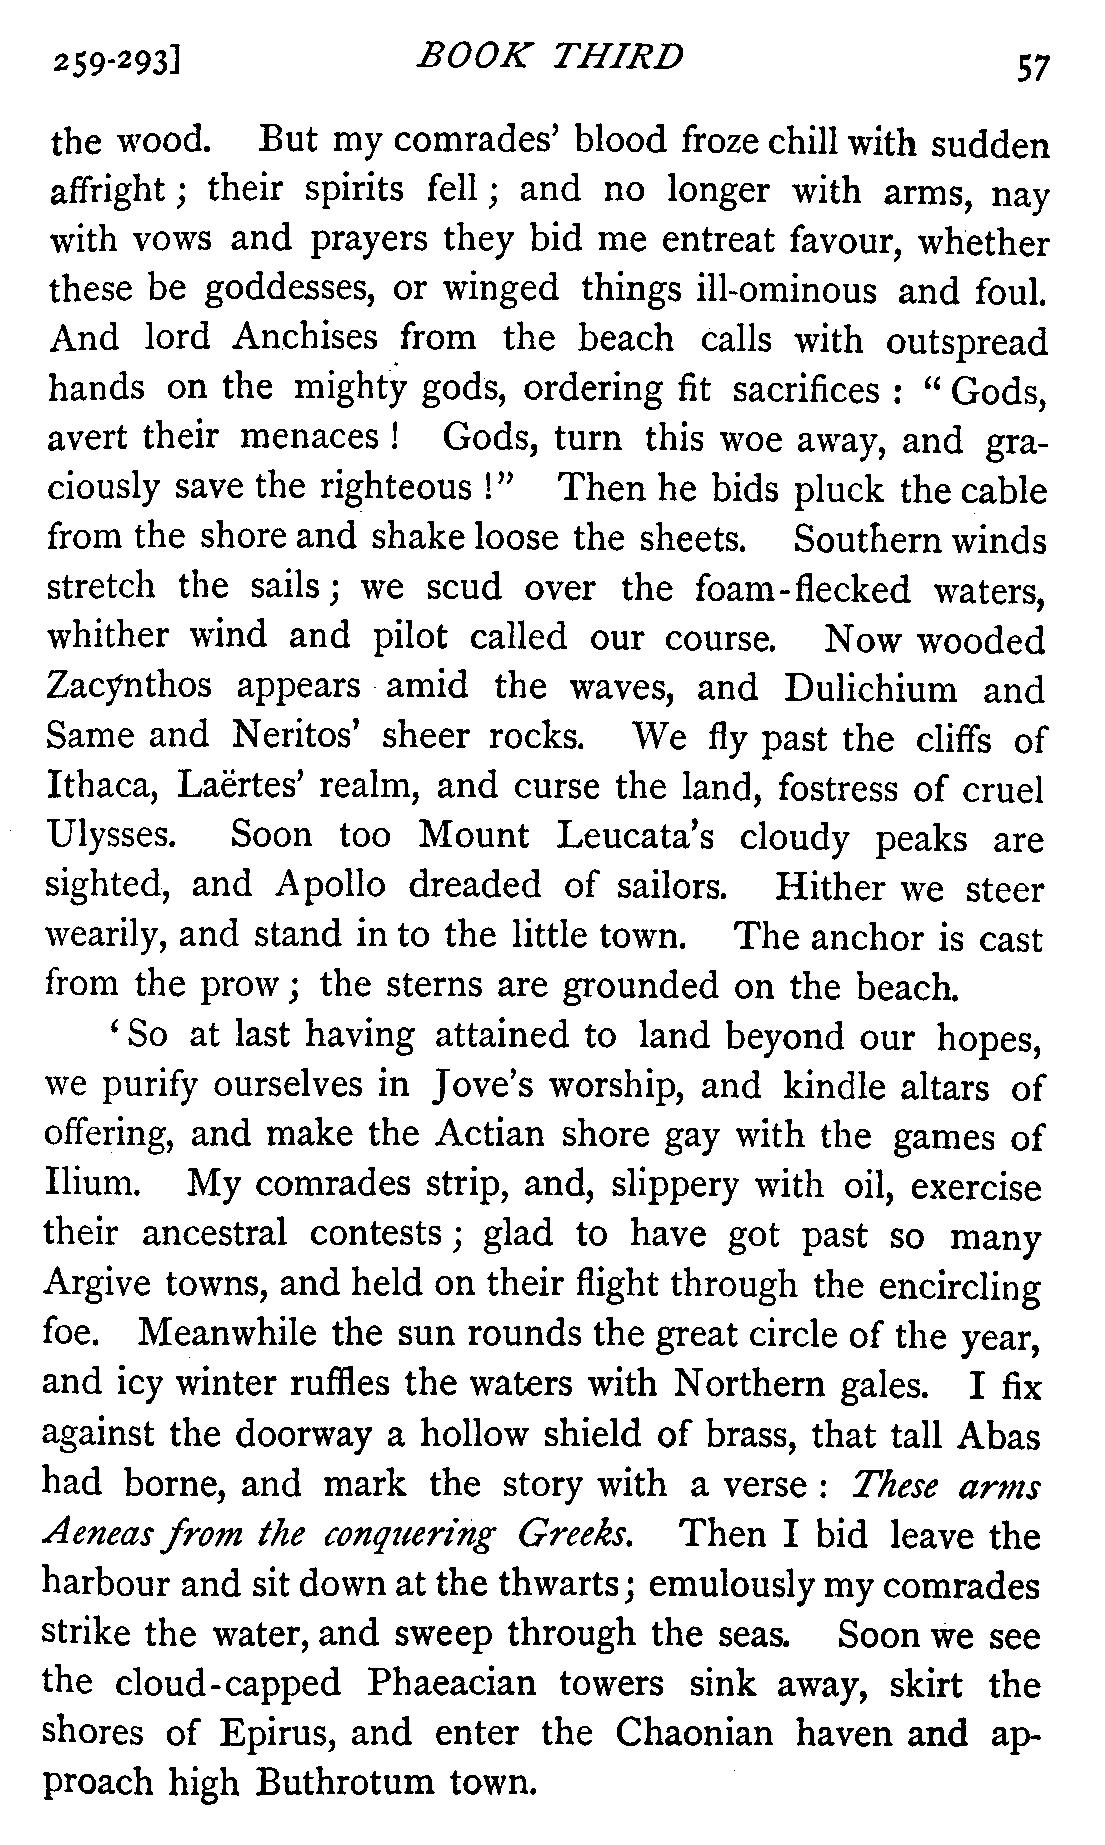 259-293] BOOK THIRD 57
the wood. But my comrades' blood froze chill with sudden
affright ; their spirits fell ; and no longer with arms, nay
with vows and prayers they bid me entreat favour, whether
these be goddesses, or winged things ill-ominous and foul.
And lord Anchises from the beach calls with outspread
hands on the mighty gods, ordering fit sacrifices : “ Gods,
avert their menaces ! Gods, turn this woe away, and gra-
ciously save the righteous !” Then he bids pluck the cable
from the shore and shake loose the sheets. Southern winds
stretch the sails ; we scud over the foam-flecked waters,
whither wind and pilot called our course. Now wooded
Zacýnthos appears amid the waves, and Dulichium and
Same and Neritos' sheer rocks. We fly past the cliffs of
Ithaca, Laërtes' realm, and curse the land, fostress of cruel
Ulysses. Soon too Mount Leucata's cloudy peaks are
sighted, and Apollo dreaded of sailors. Hither we steer
wearily, and stand in to the little town. The anchor is cast
from the prow ; the sterns are grounded on the beach.
‘ So at last having attained to land beyond our hopes,
we purify ourselves in Jove's worship, and kindle altars of
offering, and make the Actian shore gay with the games of
Ilium. My comrades strip, and, slippery with oil, exercise
their ancestral contests ; glad to have got past so many
Argive towns, and held on their flight through the encircling
foe. Meanwhile the sun rounds the great circle of the year,
and icy winter ruffles the waters with Northern gales. I fix
against the doorway a hollow shield of brass, that tall Abas
had borne, and mark the story with a verse : These arms
Aeneas from the conquering Greeks. Then I bid leave the
harbour and sit down at the thwarts ; emulously my comrades
strike the water, and sweep through the seas. Soon we see
the cloud-capped Phaeacian towers sink away, skirt the
shores of Epirus, and enter the Chaonian haven and ap-
proach high Buthrotum town.